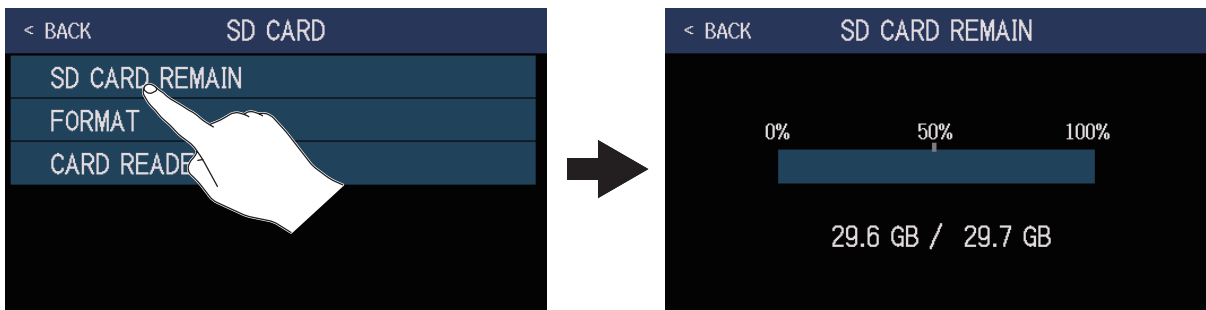 < BACK SD CARD
SD CARD REMAIN
FORMAT
CARD READE
< BACK SD CARD REMAIN
0% 50% 100%
29.6 GB / 29.7 GB